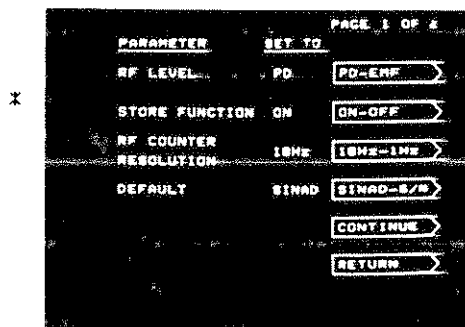 *
PAGE 1 OF 4
PARAMETER SET TO
RF LEVEL PD PD-EMF
STORE FUNCTION ON ON-OFF
RF COUNTER
RESOLUTION 10Hz 10Hz-1Hz
DEFAULT SINAD SINAD-S/N
CONTINUE
RETURN